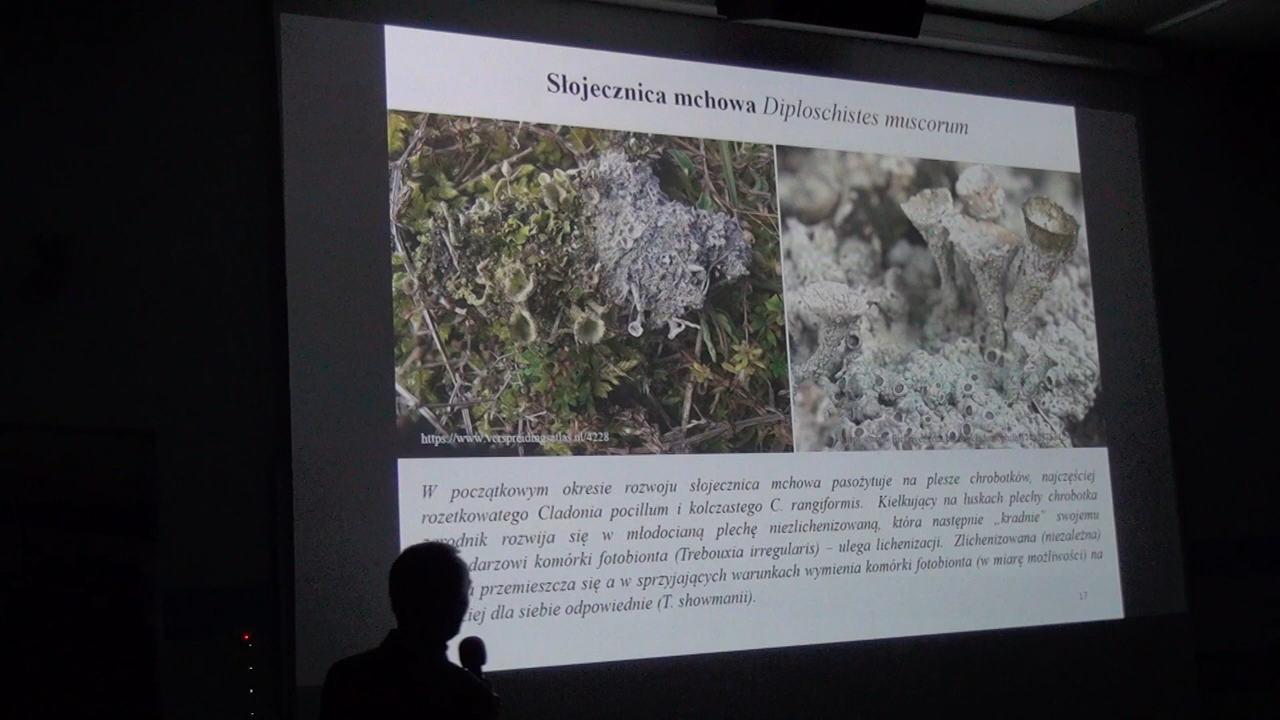 Słojecznica mchowa Diploschistes muscorum
https://www.verspreidingsatlas.nl/4228
W początkowym okresie rozwoju słojecznica mchowa pasożytuje na plesze chrobotków, najczęściej
rozetkowatego Cladonia pocillum i kolczastego C. rangiformis. Kiełkujący na łuskach plechy chrobotka
zarodnik rozwija się w młodocianą plechę niezlichenizowaną, która następnie „kradnie” swojemu
darzowi komórki fotobionta (Trebouxia irregularis) – ulega lichenizacji. Zlichenizowana (niezależna)
przemieszcza się a w sprzyjających warunkach wymienia komórki fotobionta (w miarę możliwości) na
ziej dla siebie odpowiednie (T. showmanii).
17